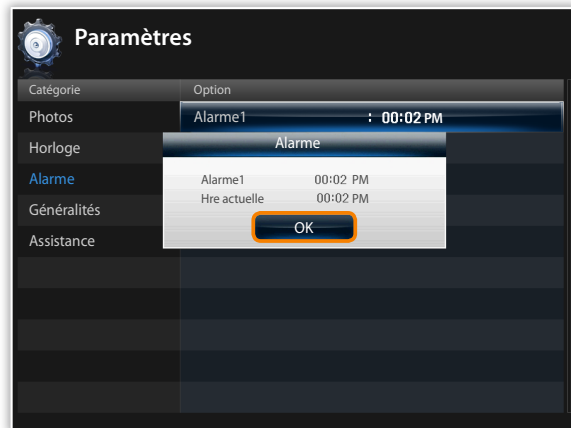 Paramètres
Catégorie Option
Photos Alarme1 : 00:02 PM
Horloge
Alarme
Alarme
Alarme1 00:02 PM
Hre actuelle 00:02 PM
Généralités
OK
Assistance